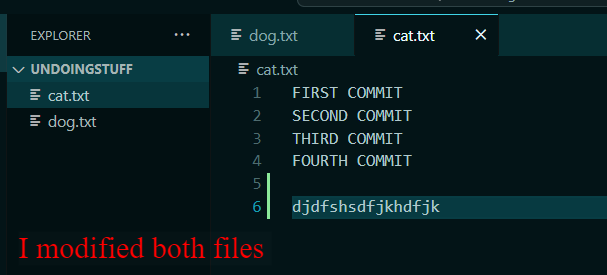 EXPLORER ...
UNDOINGSTUFF
cat.txt
dog.txt
dog.txt cat.txt
cat.txt
1 FIRST COMMIT
2 SECOND COMMIT
3 THIRD COMMIT
4 FOURTH COMMIT
5
6 djdfshsdfjkhdfjk
I modified both files